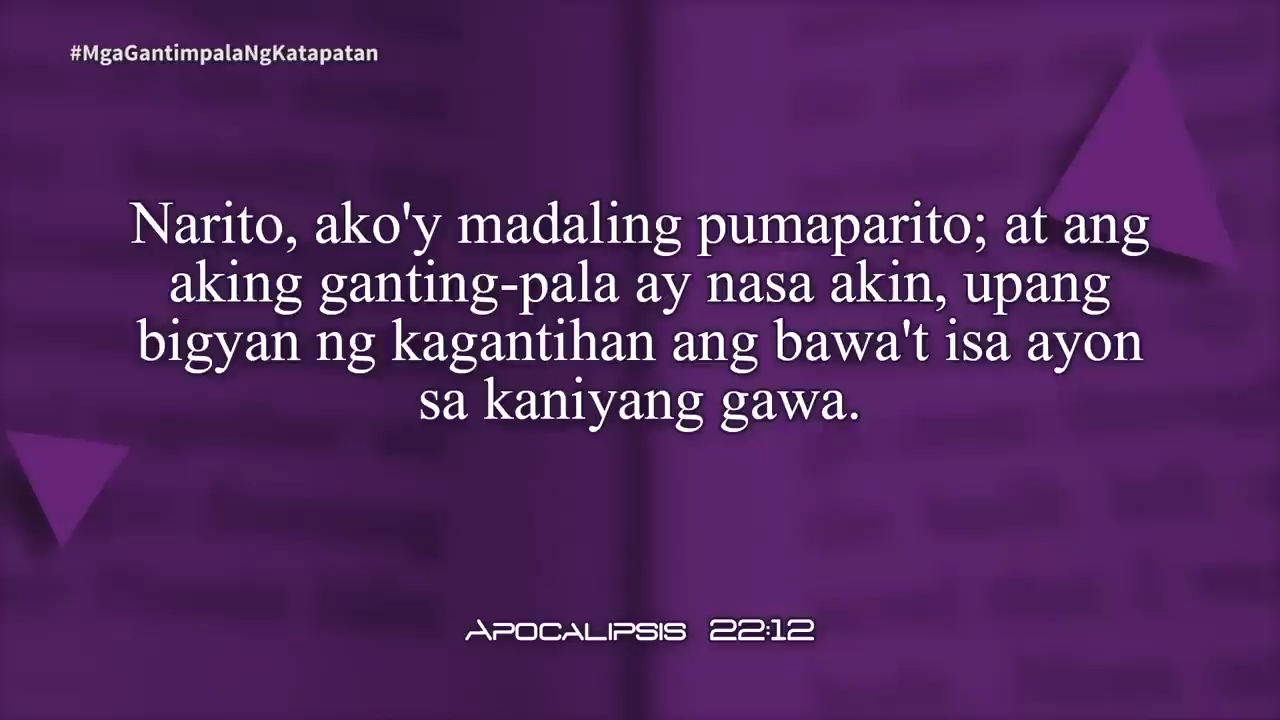 #MgaGantimpalaNgKatapatan
Narito, ako'y madaling pumaparito; at ang
aking ganting-pala ay nasa akin, upang
bigyan ng kagantihan ang bawa't isa ayon
sa kaniyang gawa.
Apocalipsis 22:12